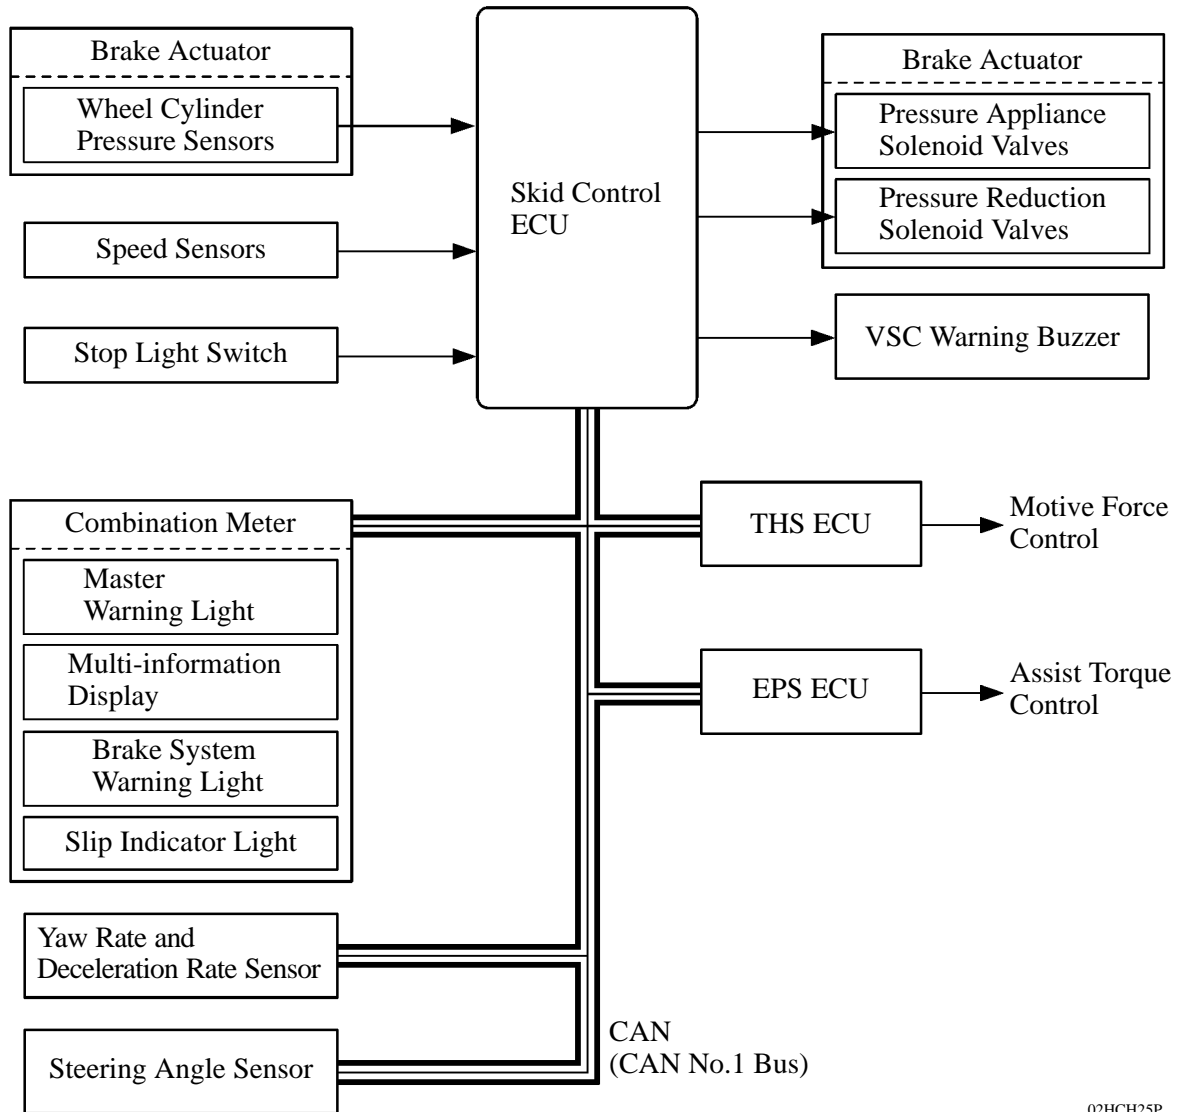 Brake Actuator
Wheel Cylinder
Pressure Sensors
Speed Sensors
Stop Light Switch
Skid Control
ECU
Brake Actuator
Pressure Appliance
Solenoid Valves
Pressure Reduction
Solenoid Valves
VSC Warning Buzzer
Combination Meter
Master
Warning Light
Multi-information
Display
Brake System
Warning Light
Slip Indicator Light
THS ECU
Motive Force
Control
EPS ECU
Assist Torque
Control
Yaw Rate and
Deceleration Rate Sensor
Steering Angle Sensor
CAN
(CAN No.1 Bus)
02HCH25P